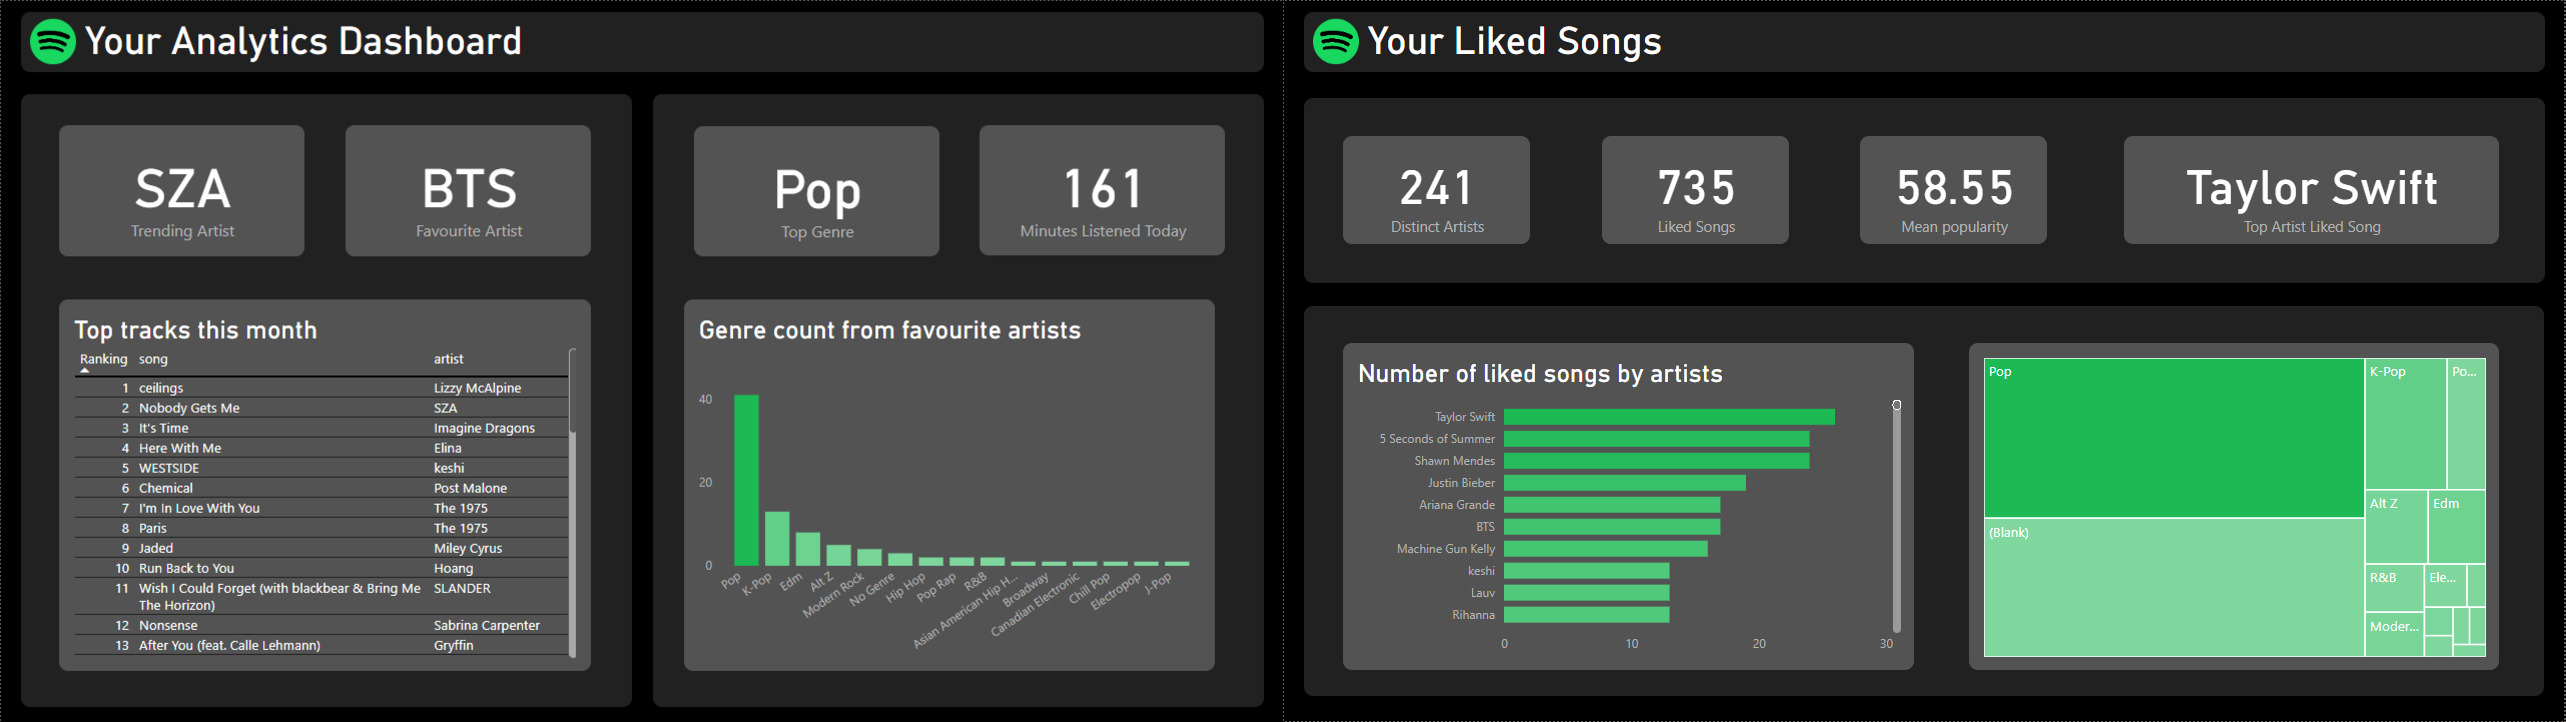 Your Analytics Dashboard
SZA
Trending Artist
BTS
Favourite Artist
Pop
Top Genre
161
Minutes Listened Today
Top tracks this month
Ranking song artist
1 ceilings Lizzy McAlpine
2 Nobody Gets Me SZA
3 It's Time Imagine Dragons
4 Here With Me Elina
5 WESTSIDE keshi
6 Chemical Post Malone
7 I'm In Love With You The 1975
8 Paris The 1975
9 Jaded Miley Cyrus
10 Run Back to You Hoang
11 Wish I Could Forget (with blackbear & Bring Me SLANDER
The Horizon)
12 Nonsense Sabrina Carpenter
13 After You (feat. Calle Lehmann) Gryffin
Genre count from favourite artists
40
20
0
Pop
K-Pop
Edm
Alt Z
Modern Rock
No Genre
Hip Hop
Pop Rap
R&B
Asian American Hip H...
Broadway
Canadian Electronic
Chill Pop
Electropop
J-Pop
Your Liked Songs
241
Distinct Artists
735
Liked Songs
58.55
Mean popularity
Taylor Swift
Top Artist Liked Song
Number of liked songs by artists
Taylor Swift
5 Seconds of Summer
Shawn Mendes
Justin Bieber
Ariana Grande
BTS
Machine Gun Kelly
keshi
Lauv
Rihanna
0 10 20 30
Pop
(Blank)
K-Pop
Po...
Alt Z
Edm
R&B
Ele...
Moder...